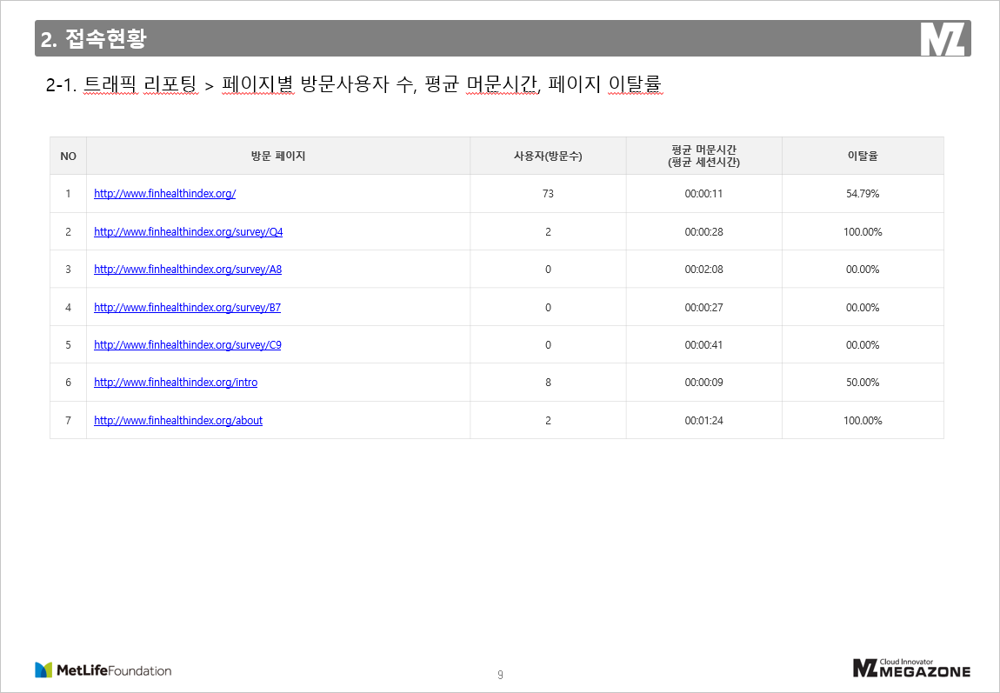 2. 접속현황
MZ
2-1. 트래픽 리포팅 > 페이지별 방문사용자 수, 평균 머문시간, 페이지 이탈률
NO 방문 페이지 사용자(방문수) 평균 머문시간 (평균 세션시간) 이탈율
1 http://www.finhealthindex.org/ 73 00:00:11 54.79%
2 http://www.finhealthindex.org/survey/Q4 2 00:00:28 100.00%
3 http://www.finhealthindex.org/survey/A8 0 00:02:08 00.00%
4 http://www.finhealthindex.org/survey/B7 0 00:00:27 00.00%
5 http://www.finhealthindex.org/survey/C9 0 00:00:41 00.00%
6 http://www.finhealthindex.org/intro 8 00:00:09 50.00%
7 http://www.finhealthindex.org/about 2 00:01:24 100.00%
MetLifeFoundation
9
MZ Cloud Innovator
MEGAZONE